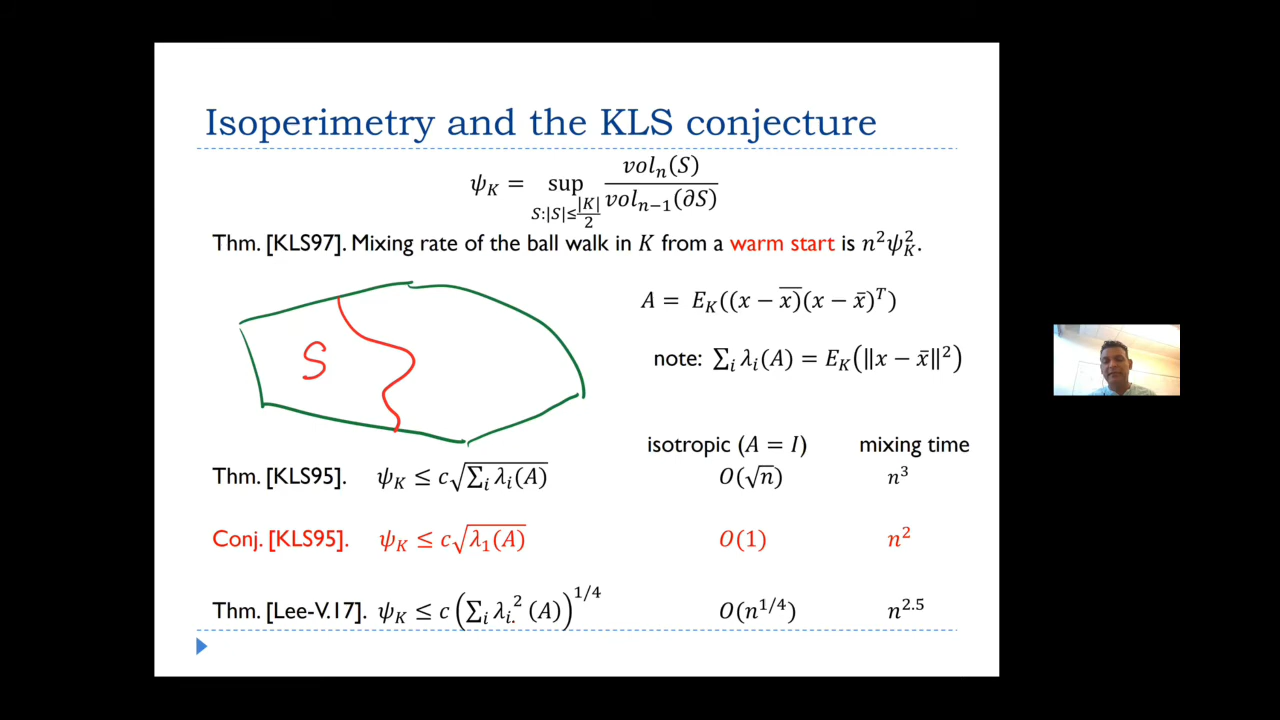 Isoperimetry and the KLS conjecture
ψ_K = sup_{S:|S|≤|K|/2} vol_n(S) / vol_{n−1}(∂S)
Thm. [KLS97]. Mixing rate of the ball walk in K from a warm start is n²ψ_K².
A = E_K((x − x̄)(x − x̄)^T)
note: ∑_i λ_i(A) = E_K(‖x − x̄‖²)
S
isotropic (A = I) mixing time
Thm. [KLS95]. ψ_K ≤ c√(∑_i λ_i(A)) O(√n) n³
Conj. [KLS95]. ψ_K ≤ c√(λ_1(A)) O(1) n²
Thm. [Lee-V.17]. ψ_K ≤ c(∑_i λ_i²(A))^{1/4} O(n^{1/4}) n^{2.5}